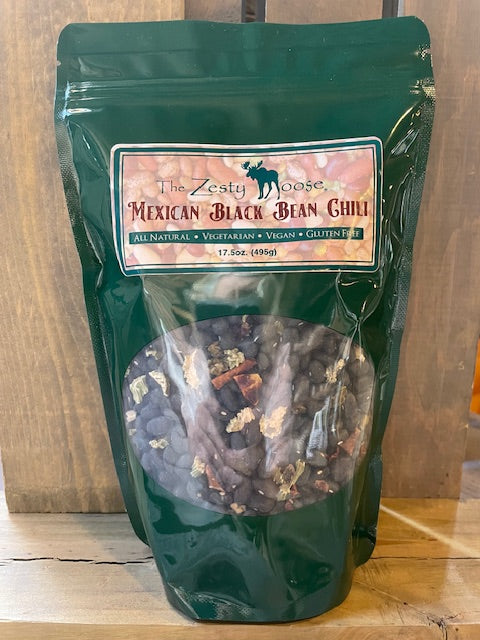 The Zesty Moose
Mexican Black Bean Chili
All Natural • Vegetarian • Vegan • Gluten Free
17.5oz. (495g)